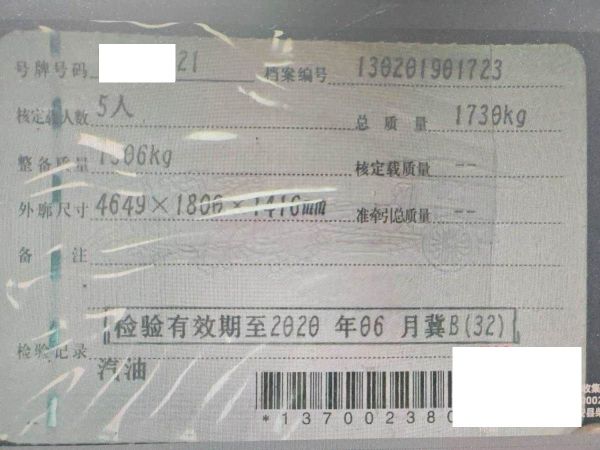 号牌号码 21 档案编号 130201901723
核定载人数 5人 总质量 1730kg
整备质量 1306kg 核定载质量 --
外廓尺寸 4649×1800×1410mm 准牵引总质量 --
备注
检验有效期至2020年06月冀B(32)
检验记录
汽油
*137002380